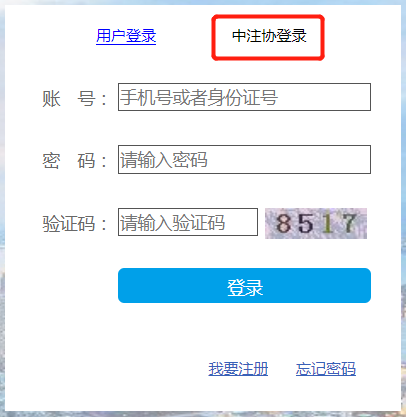 用户登录 中注协登录
账 号： 手机号或者身份证号
密 码： 请输入密码
验证码： 请输入验证码 8517
登录
我要注册 忘记密码